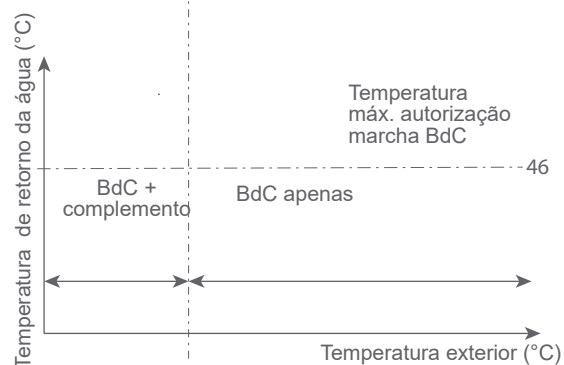 Temperatura de retorno da água (°C)
Temperatura
máx. autorização
marcha BdC
46
BdC +
complemento
BdC apenas
Temperatura exterior (°C)